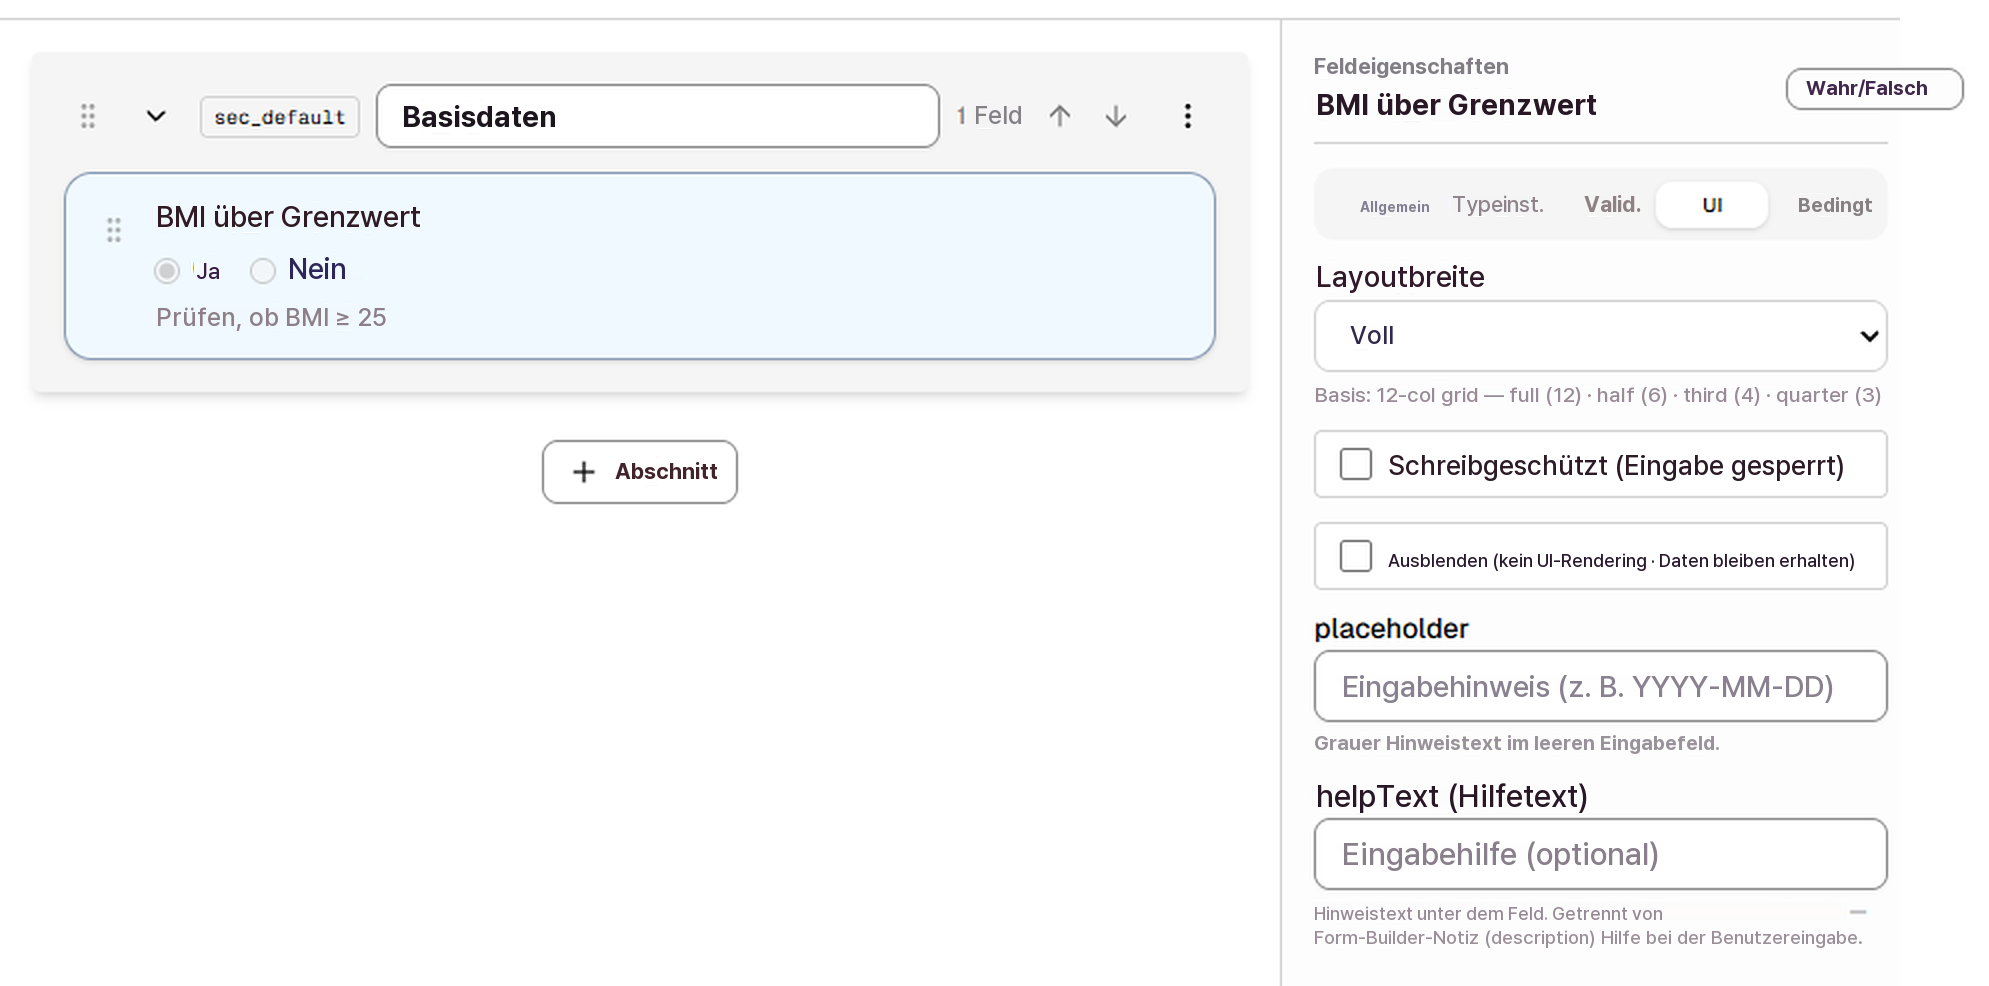 sec_default
Basisdaten
1 Feld
BMI über Grenzwert
Ja
Nein
Prüfen, ob BMI ≥ 25
Abschnitt
Feldeigenschaften
BMI über Grenzwert
Wahr/Falsch
Allgemein
Typeinst.
Valid.
UI
Bedingt
Layoutbreite
Voll
Basis: 12-col grid — full (12) · half (6) · third (4) · quarter (3)
Schreibgeschützt (Eingabe gesperrt)
Ausblenden (kein UI-Rendering · Daten bleiben erhalten)
placeholder
Eingabehinweis (z. B. YYYY-MM-DD)
Grauer Hinweistext im leeren Eingabefeld.
helpText (Hilfetext)
Eingabehilfe (optional)
Hinweistext unter dem Feld. Getrennt von
Form-Builder-Notiz (description) Hilfe bei der Benutzereingabe.